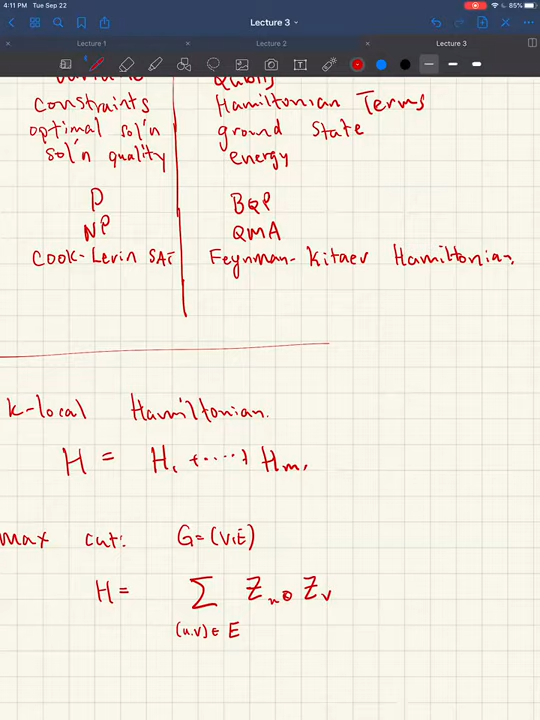 4:11 PM Tue Sep 22
85%
Lecture 3
Lecture 1
Lecture 2
Lecture 3
Qubits
constraints Hamiltonian Terms
optimal sol'n ground state
sol'n quality energy
P BQP
NP QMA
Cook-Levin SAT Feynman-Kitaev Hamiltonian.
k-local Hamiltonian.
H = H₁ + ..... + Hm.
max cut: G=(V,E)
H = ∑ Zu ⊗ Zv
(u,v) ∈ E